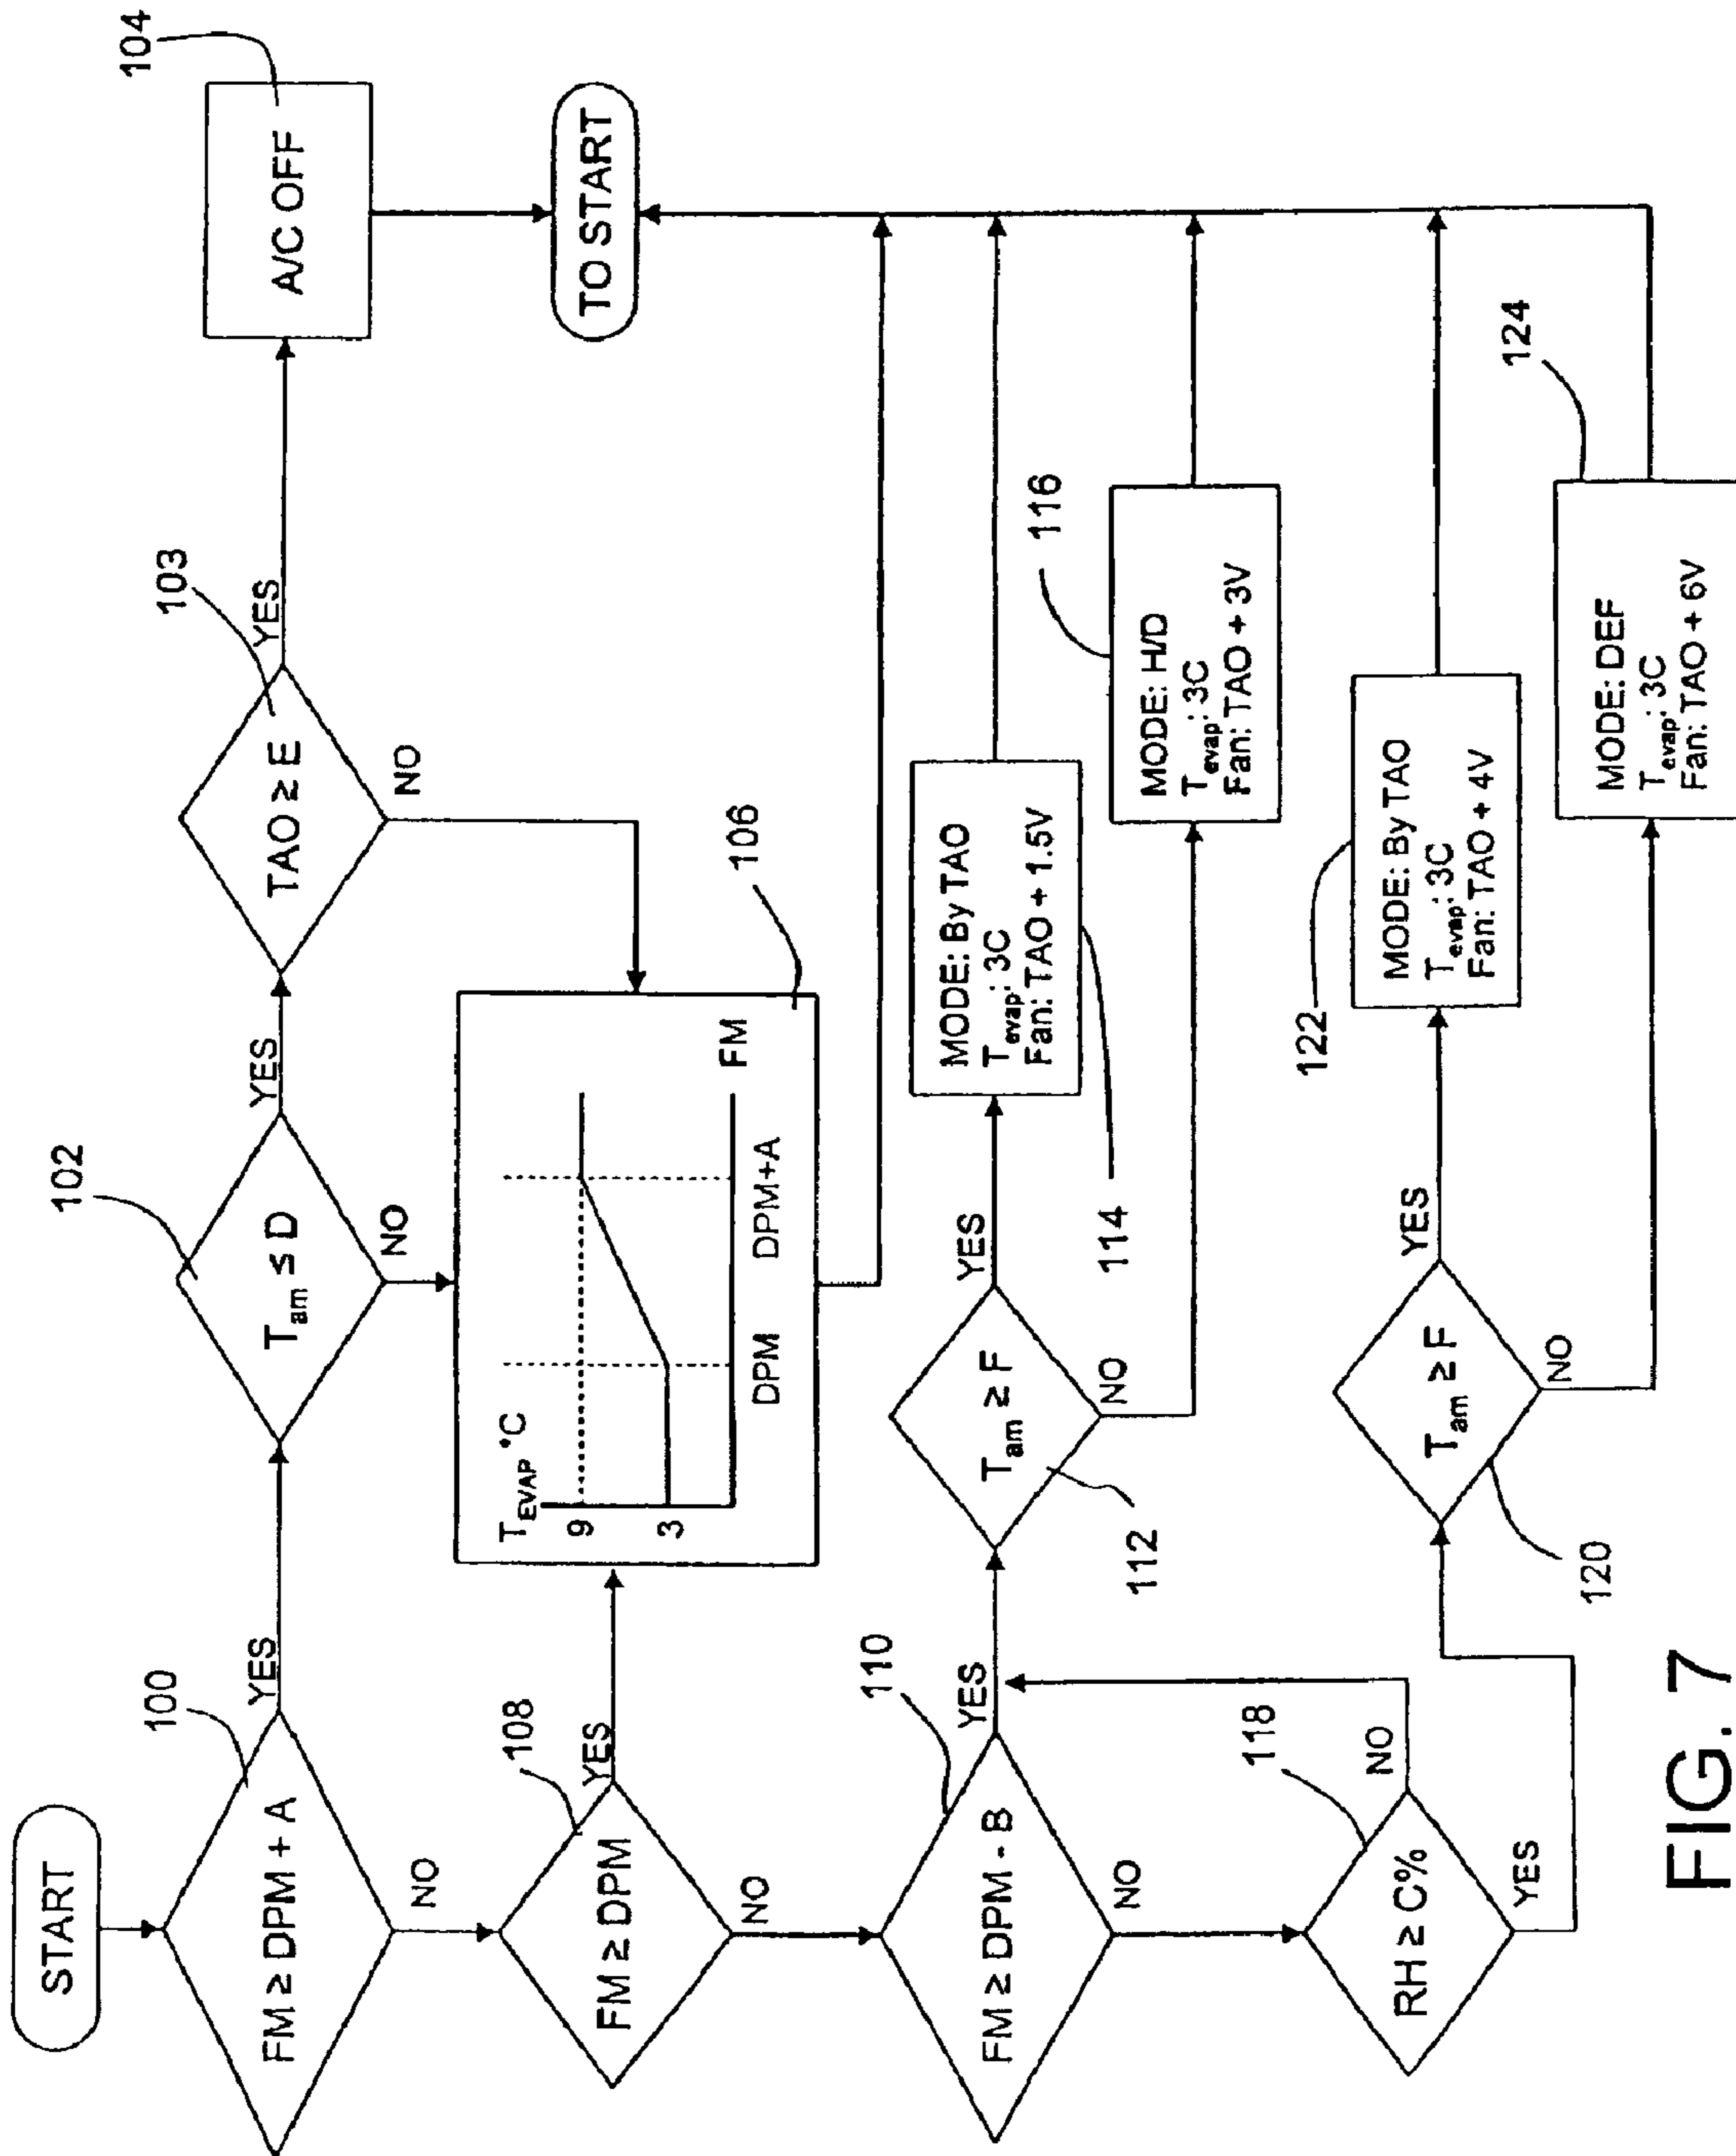 START
FM ≥ DPM + A
100
YES
NO
T_am ≤ D
102
YES
NO
TAO ≥ E
103
YES
NO
A/C OFF
104
TO START
FM ≥ DPM
108
YES
NO
T_EVAP °C
9
3
DPM
DPM+A
FM
106
FM ≥ DPM - B
110
YES
NO
T_am ≥ F
112
YES
NO
MODE: By TAO
T_evap: 3C
Fan: TAO + 1.5V
114
MODE: H/D
T_evap: 3C
Fan: TAO + 3V
116
RH ≥ C%
118
NO
YES
T_am ≥ F
120
YES
NO
MODE: By TAO
T_evap: 3C
Fan: TAO + 4V
122
MODE: DEF
T_evap: 3C
Fan: TAO + 6V
124
FIG. 7